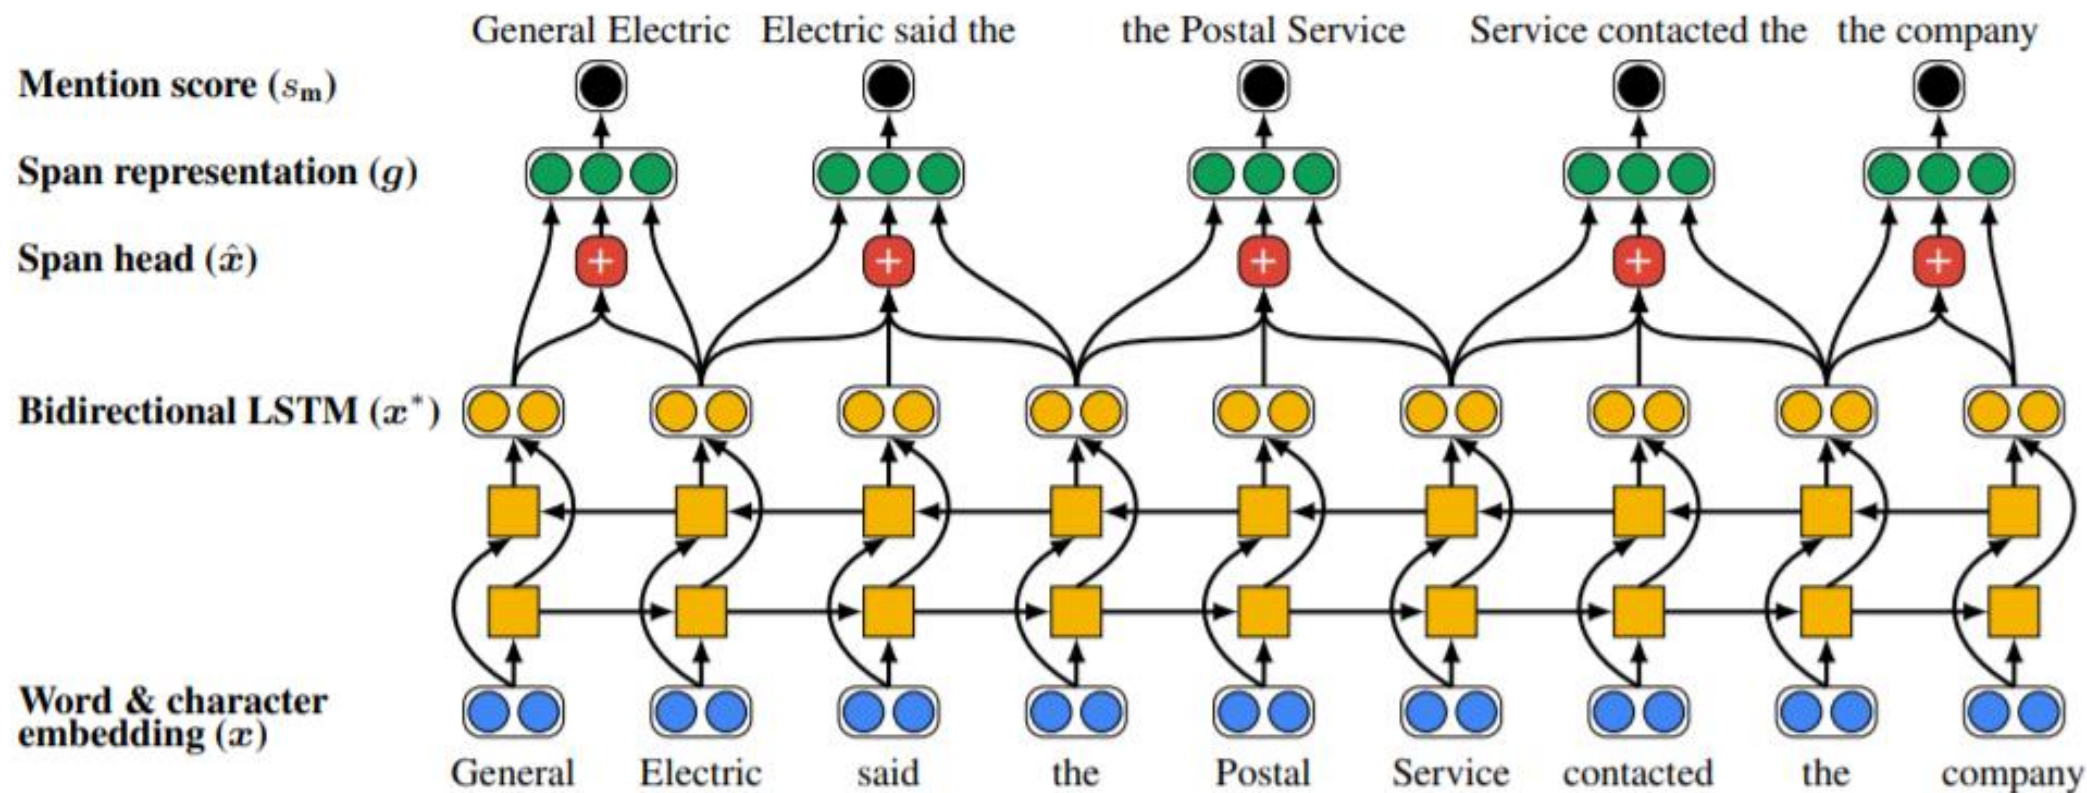 General Electric Electric said the the Postal Service Service contacted the the company
Mention score (sₘ)
Span representation (g)
Span head (x̂)
+ + + + +
Bidirectional LSTM (x*)
Word & character
embedding (x)
General Electric said the Postal Service contacted the company